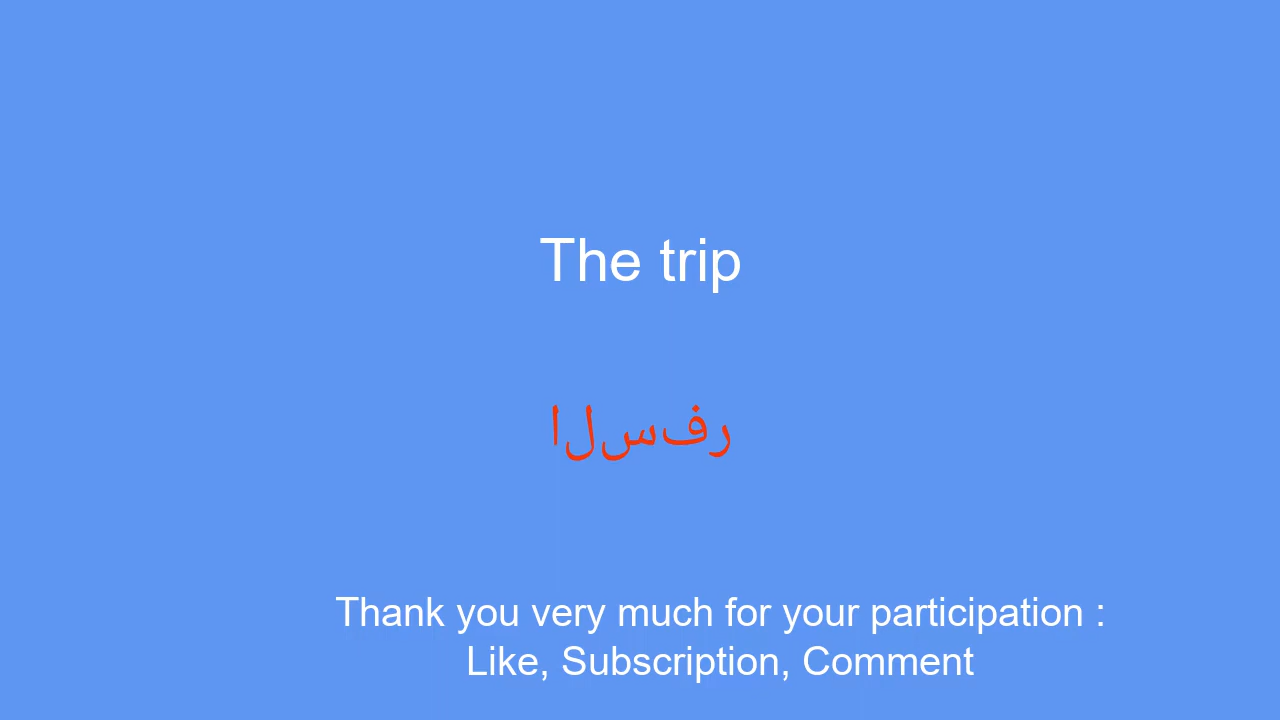 The trip
السفر
Thank you very much for your participation :
Like, Subscription, Comment